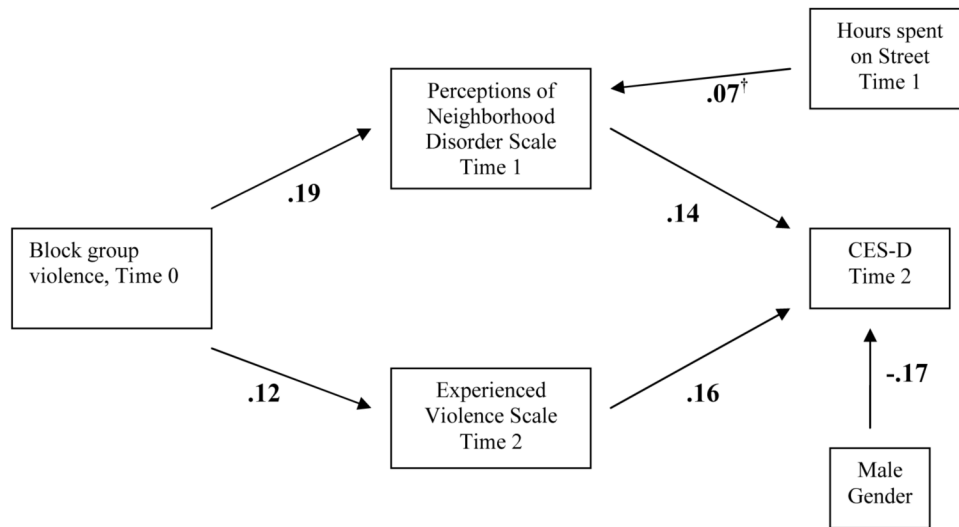 Hours spent
on Street
Time 1
Perceptions of
Neighborhood
Disorder Scale
Time 1
.07†
.19
.14
Block group
violence, Time 0
CES-D
Time 2
.12
Experienced
Violence Scale
Time 2
.16
-.17
Male
Gender